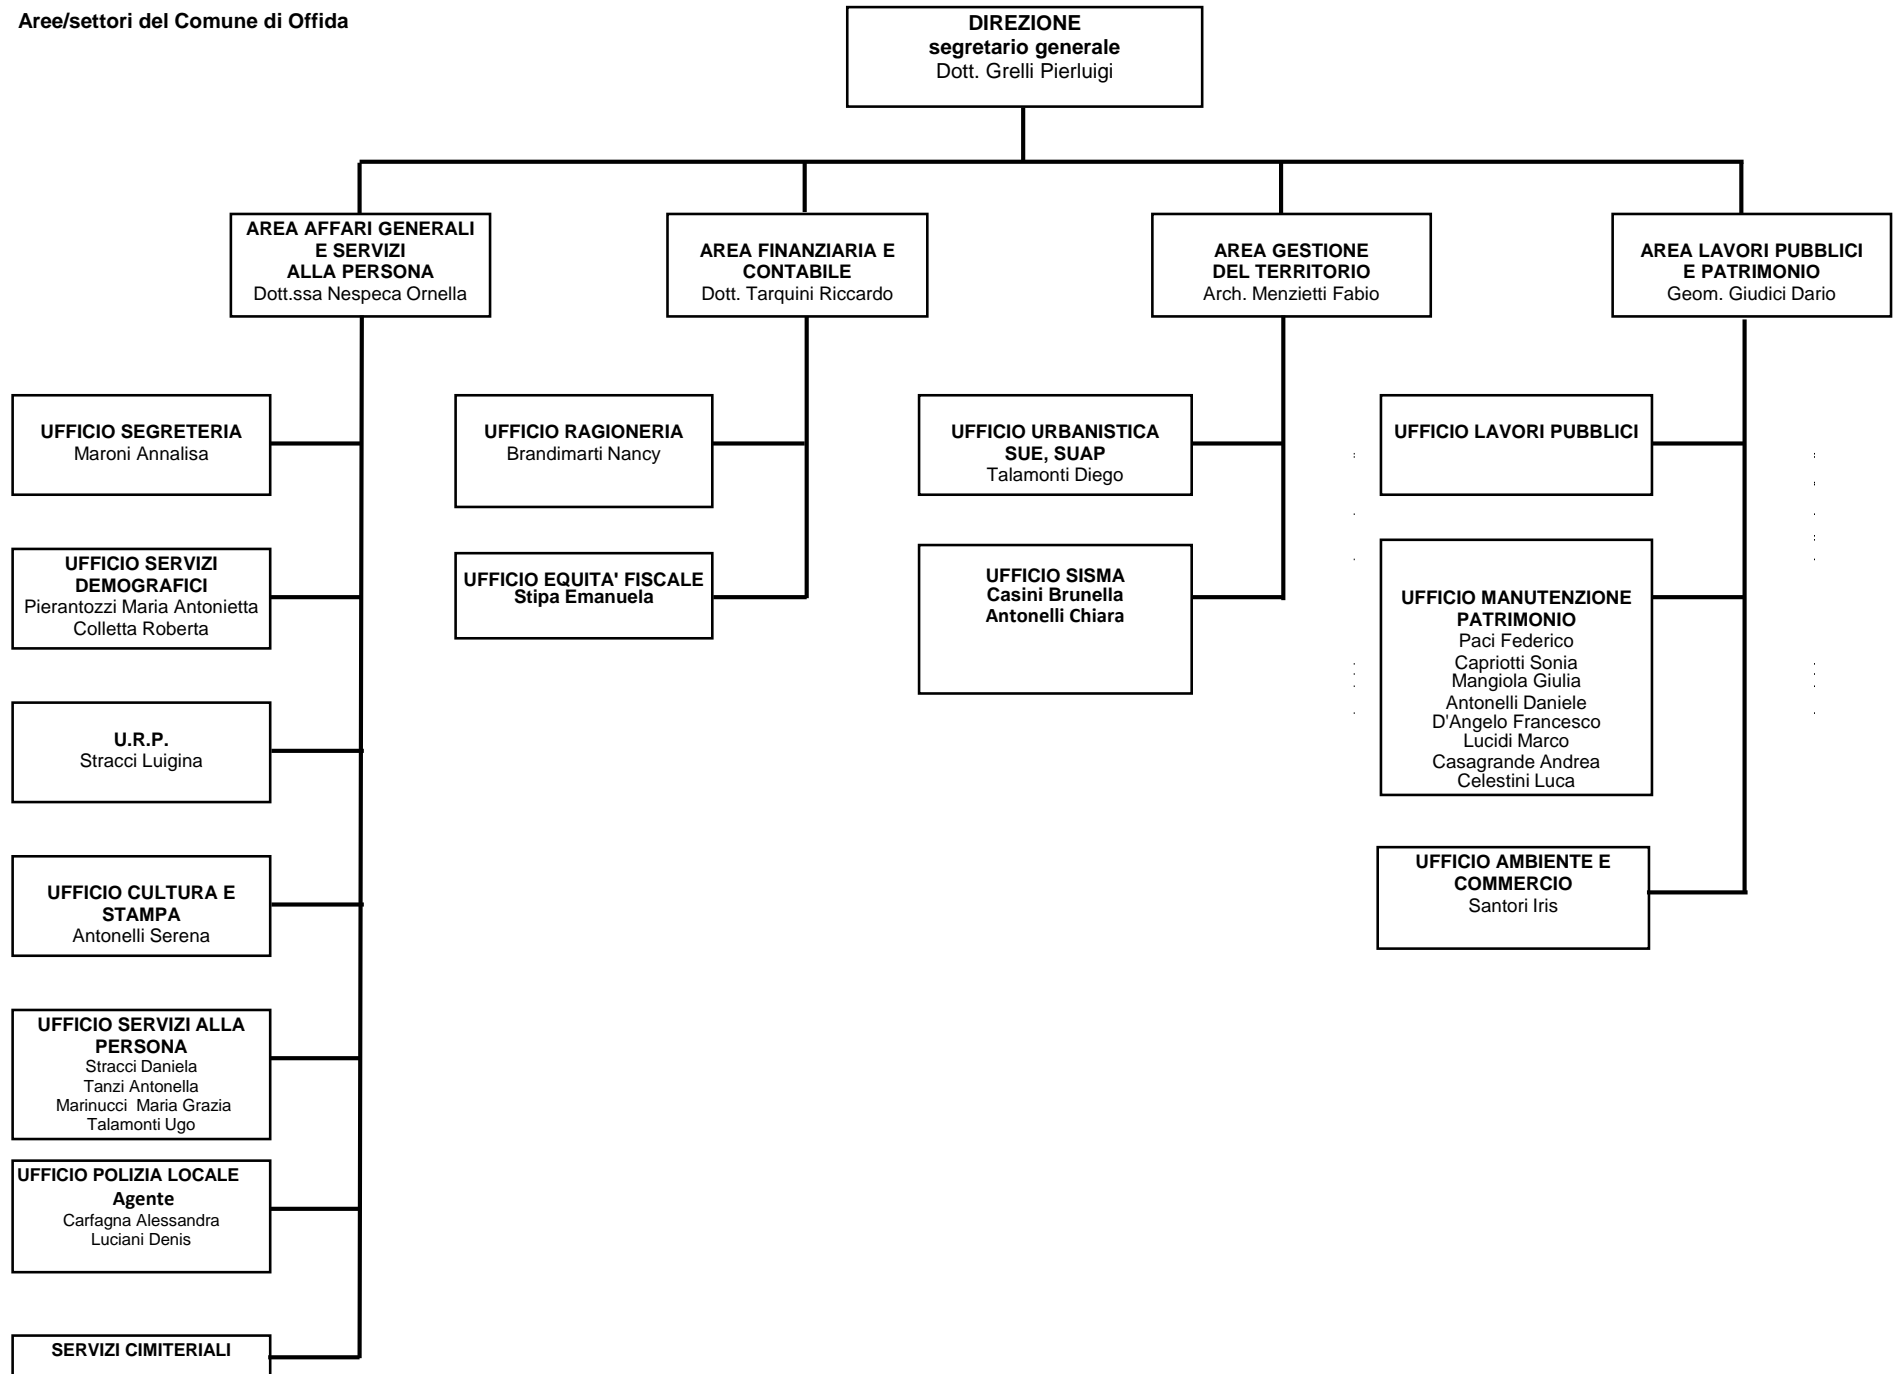 Aree/settori del Comune di Offida
DIREZIONE
segretario generale
Dott. Grelli Pierluigi
AREA AFFARI GENERALI
E SERVIZI
ALLA PERSONA
Dott.ssa Nespeca Ornella
AREA FINANZIARIA E
CONTABILE
Dott. Tarquini Riccardo
AREA GESTIONE
DEL TERRITORIO
Arch. Menzietti Fabio
AREA LAVORI PUBBLICI
E PATRIMONIO
Geom. Giudici Dario
UFFICIO SEGRETERIA
Maroni Annalisa
UFFICIO SERVIZI
DEMOGRAFICI
Pierantozzi Maria Antonietta
Colletta Roberta
U.R.P.
Stracci Luigina
UFFICIO CULTURA E
STAMPA
Antonelli Serena
UFFICIO SERVIZI ALLA
PERSONA
Stracci Daniela
Tanzi Antonella
Marinucci  Maria Grazia
Talamonti Ugo
UFFICIO POLIZIA LOCALE
Agente
Carfagna Alessandra
Luciani Denis
SERVIZI CIMITERIALI
UFFICIO RAGIONERIA
Brandimarti Nancy
UFFICIO EQUITA' FISCALE
Stipa Emanuela
UFFICIO URBANISTICA
SUE, SUAP
Talamonti Diego
UFFICIO SISMA
Casini Brunella
Antonelli Chiara
UFFICIO LAVORI PUBBLICI
UFFICIO MANUTENZIONE
PATRIMONIO
Paci Federico
Capriotti Sonia
Mangiola Giulia
Antonelli Daniele
D'Angelo Francesco
Lucidi Marco
Casagrande Andrea
Celestini Luca
UFFICIO AMBIENTE E
COMMERCIO
Santori Iris